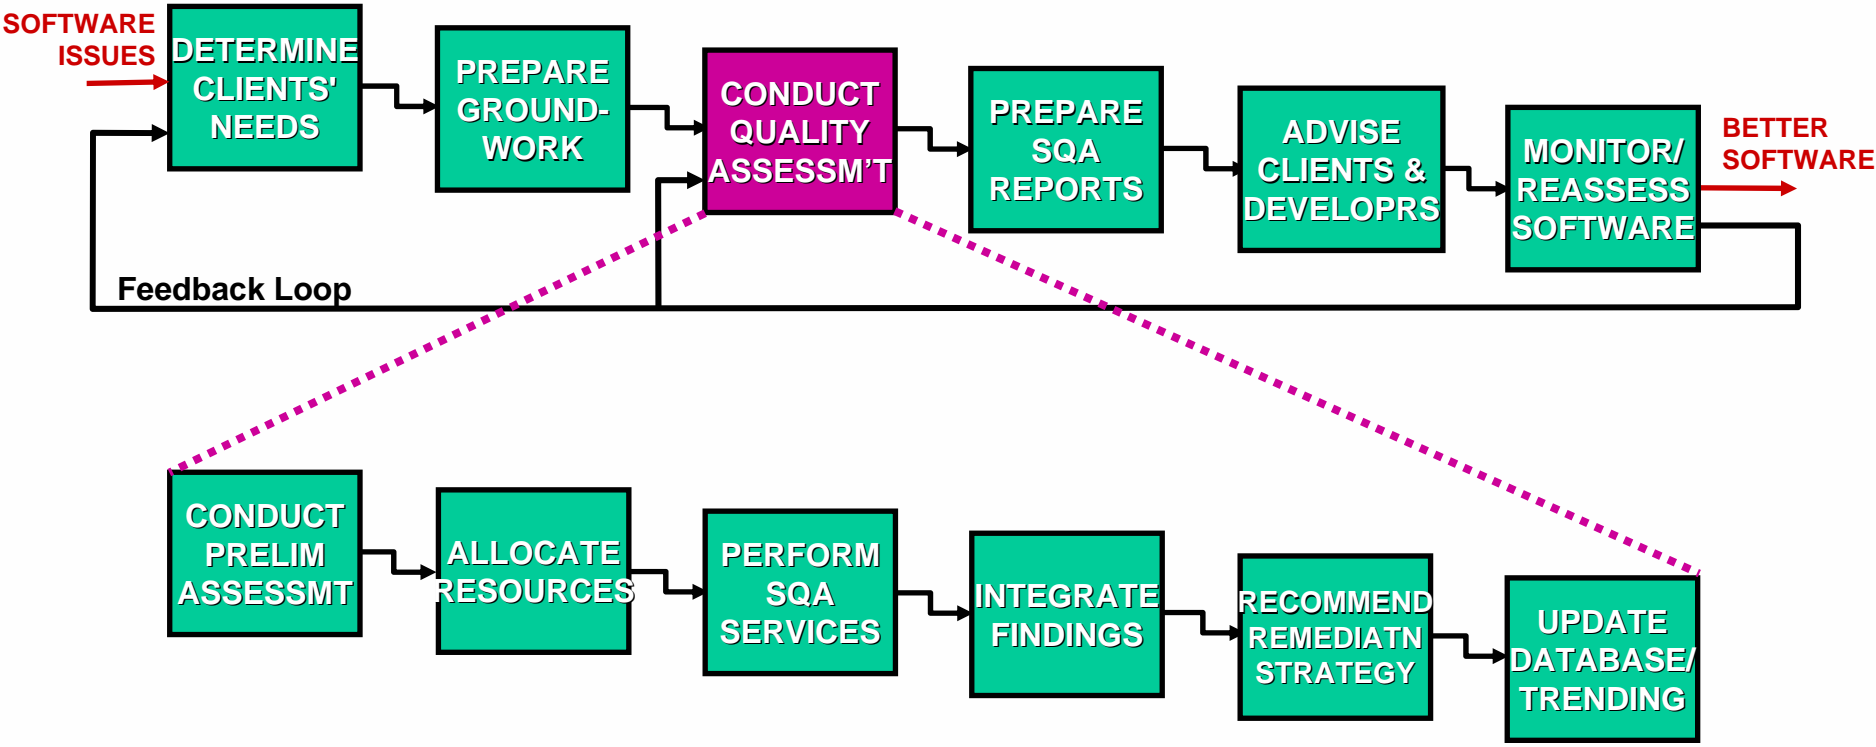 SOFTWARE
ISSUES
DETERMINE
CLIENTS'
NEEDS
PREPARE
GROUND-
WORK
CONDUCT
QUALITY
ASSESSM’T
PREPARE
SQA
REPORTS
ADVISE
CLIENTS &
DEVELOPRS
MONITOR/
REASSESS
SOFTWARE
BETTER
SOFTWARE
Feedback Loop
CONDUCT
PRELIM
ASSESSMT
ALLOCATE
RESOURCES
PERFORM
SQA
SERVICES
INTEGRATE
FINDINGS
RECOMMEND
REMEDIATN
STRATEGY
UPDATE
DATABASE/
TRENDING